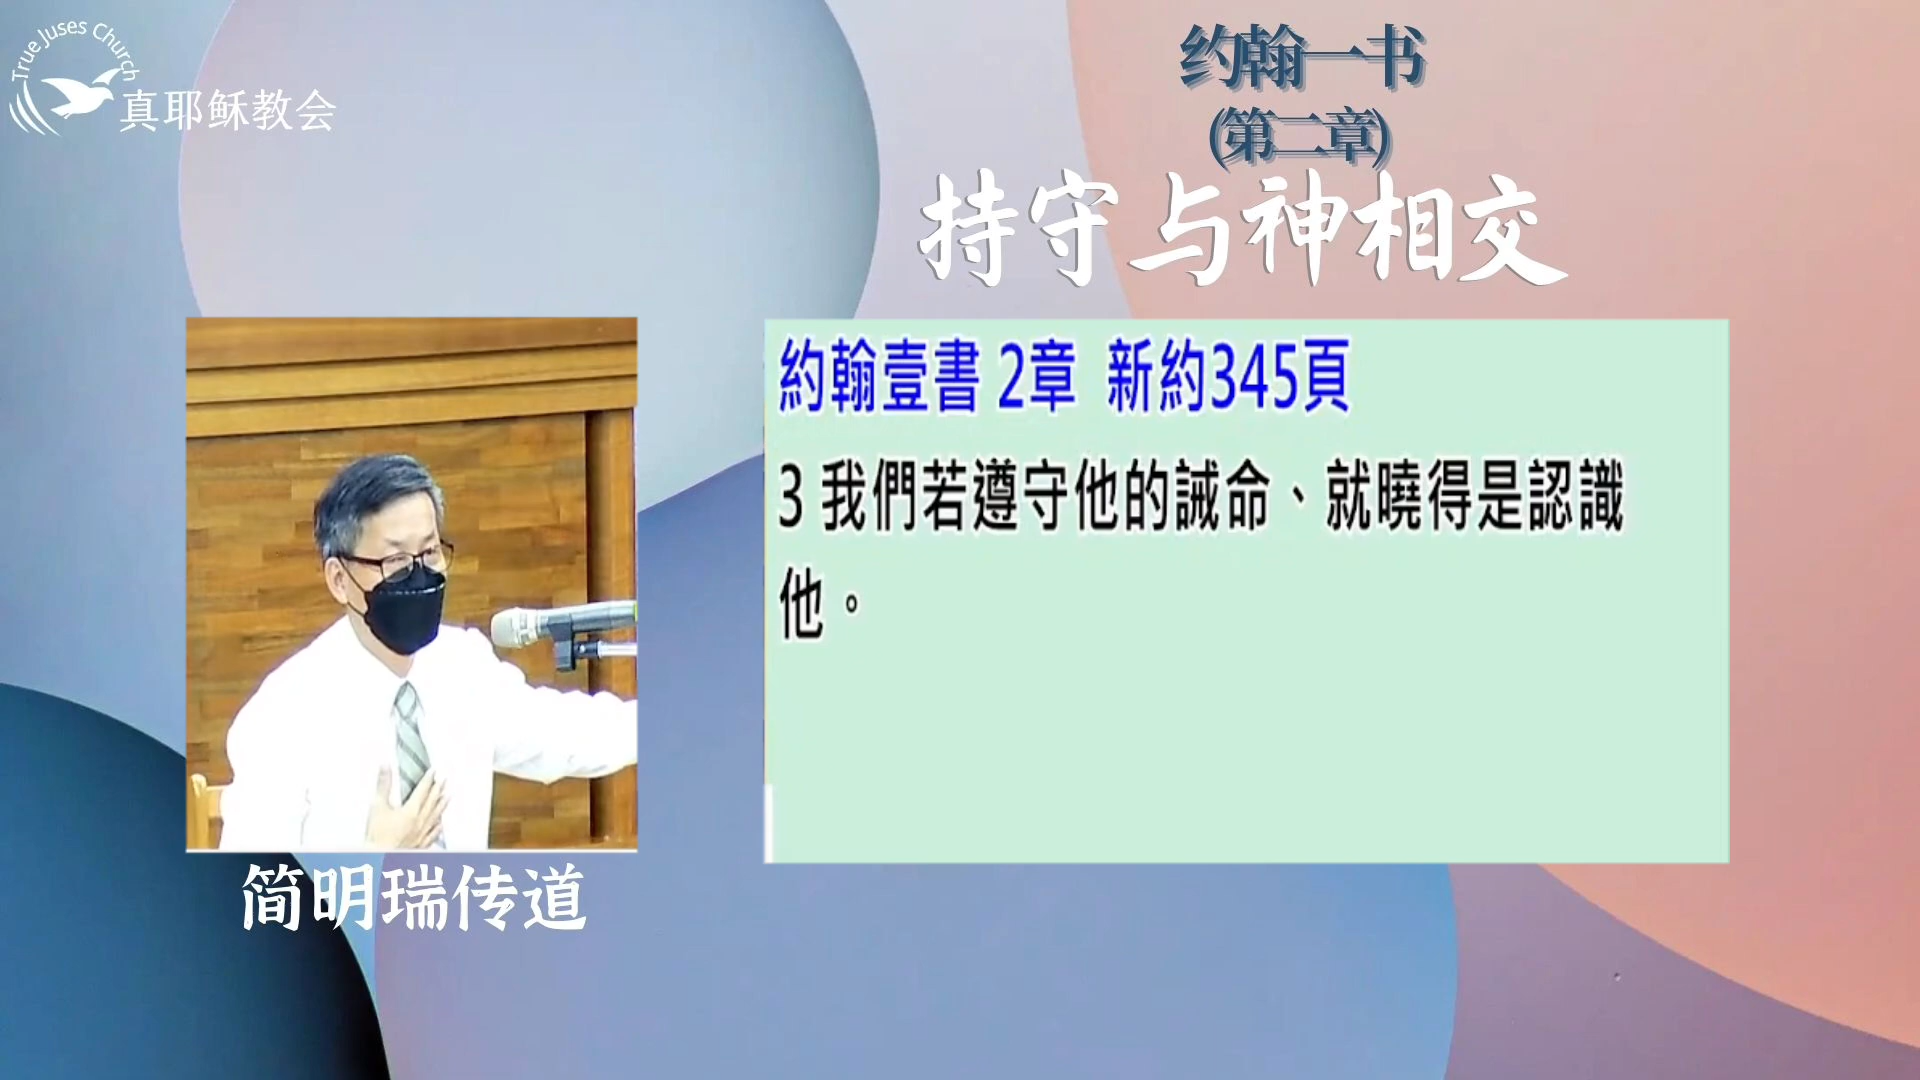 True Juses Church
真耶稣教会
约翰一书
(第二章)
持守与神相交
約翰壹書 2章 新約345頁
3 我們若遵守他的誡命、就曉得是認識
他。
简明瑞传道